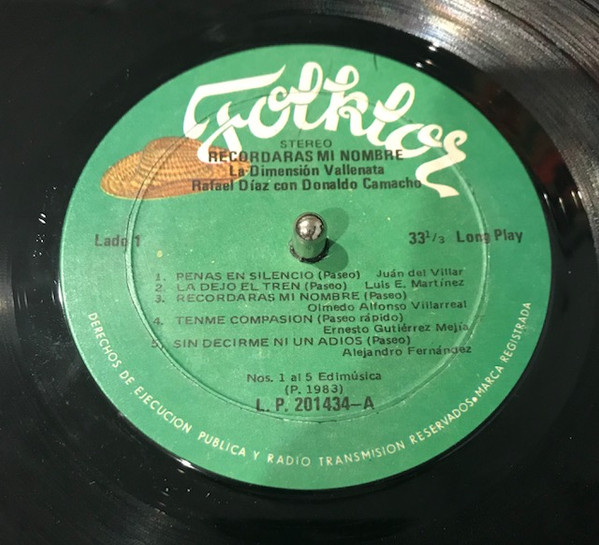 Folklor
STEREO
RECORDARAS MI NOMBRE
La Dimensión Vallenata
Rafael Díaz con Donaldo Camacho
Lado 1
33 1/3 Long Play
1. PENAS EN SILENCIO (Paseo) Juán del Villar
2. LA DEJO EL TREN (Paseo) Luis E. Martínez
3. RECORDARAS MI NOMBRE (Paseo)
Olmedo Alfonso Villarreal
4. TENME COMPASION (Paseo rápido)
Ernesto Gutiérrez Mejía
5. SIN DECIRME NI UN ADIOS (Paseo)
Alejandro Fernández
Nos. 1 al 5 Edimúsica
(P. 1983)
L. P. 201434-A
DERECHOS DE EJECUCION PUBLICA Y RADIO TRANSMISION RESERVADOS. MARCA REGISTRADA